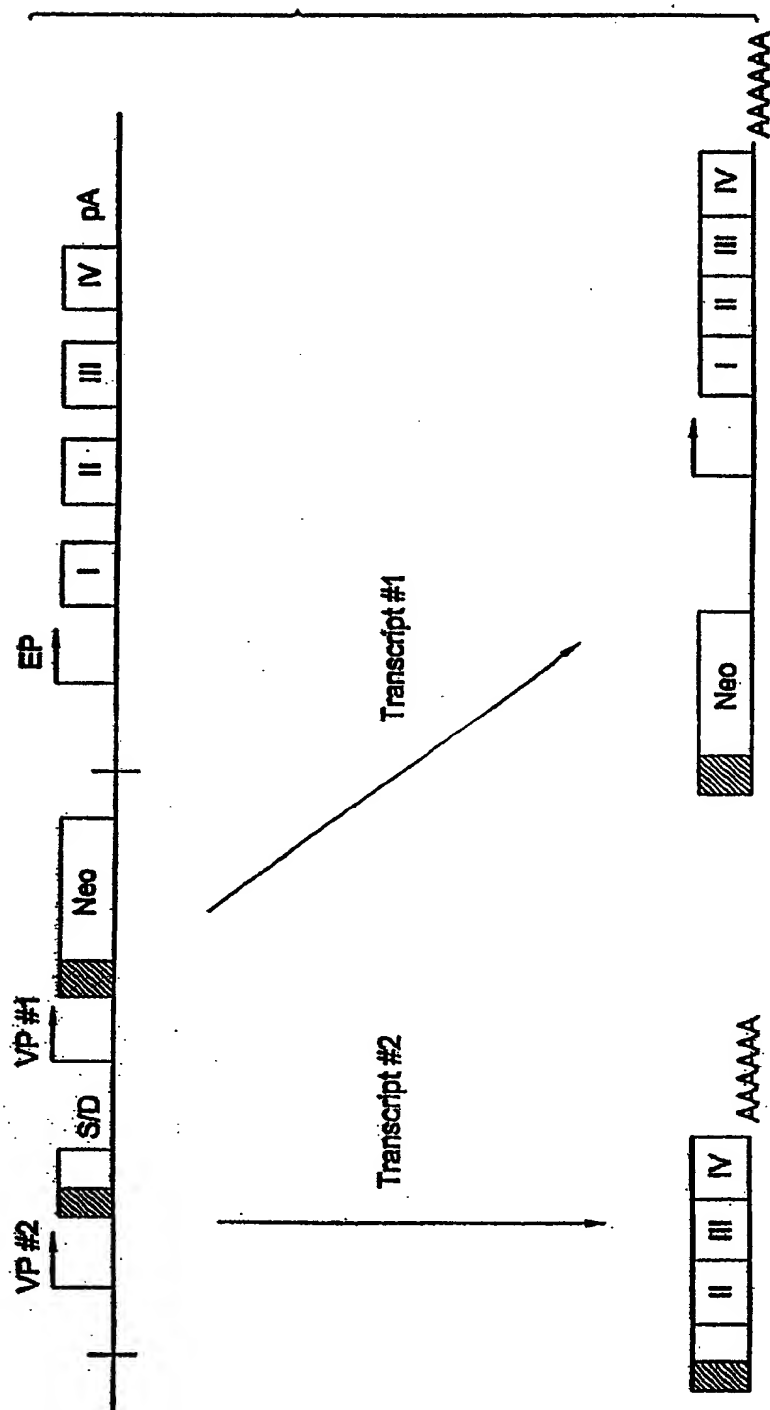 VP #2
S/D
VP #1
Neo
EP
I
II
III
IV
pA
Transcript #2
Transcript #1
II
III
IV
AAAAAA
Neo
I
II
III
IV
AAAAAA